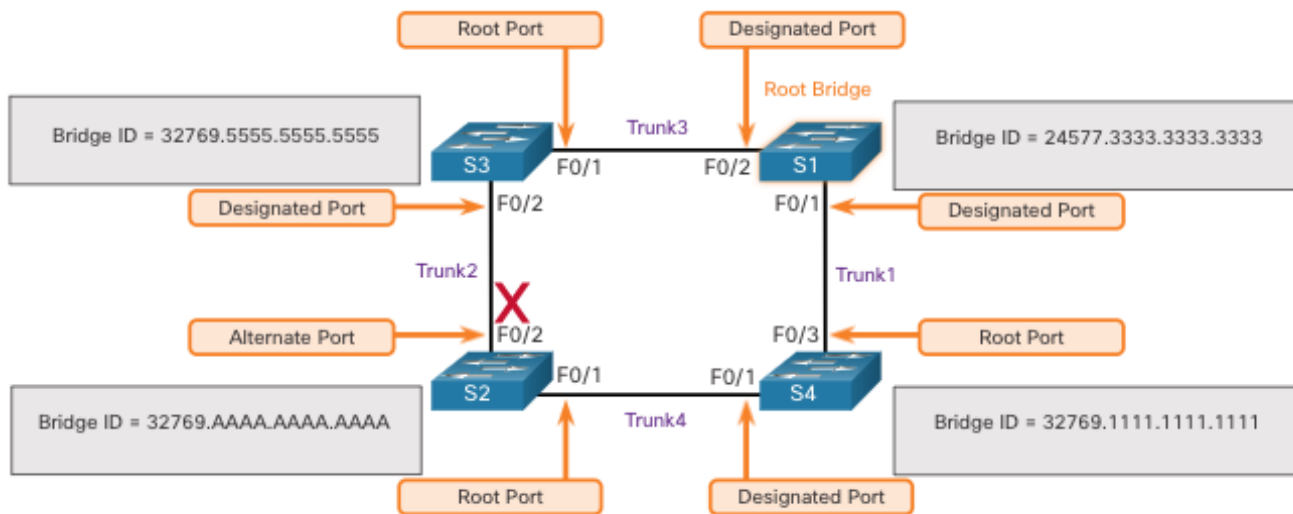 Root Port
Designated Port
Root Bridge
Bridge ID = 32769.5555.5555.5555
Trunk3
Bridge ID = 24577.3333.3333.3333
S3
F0/1
F0/2
S1
Designated Port
F0/2
F0/1
Designated Port
Trunk2
Trunk1
X
Alternate Port
F0/2
F0/3
Root Port
S2
F0/1
F0/1
S4
Bridge ID = 32769.AAAA.AAAA.AAAA
Trunk4
Bridge ID = 32769.1111.1111.1111
Root Port
Designated Port